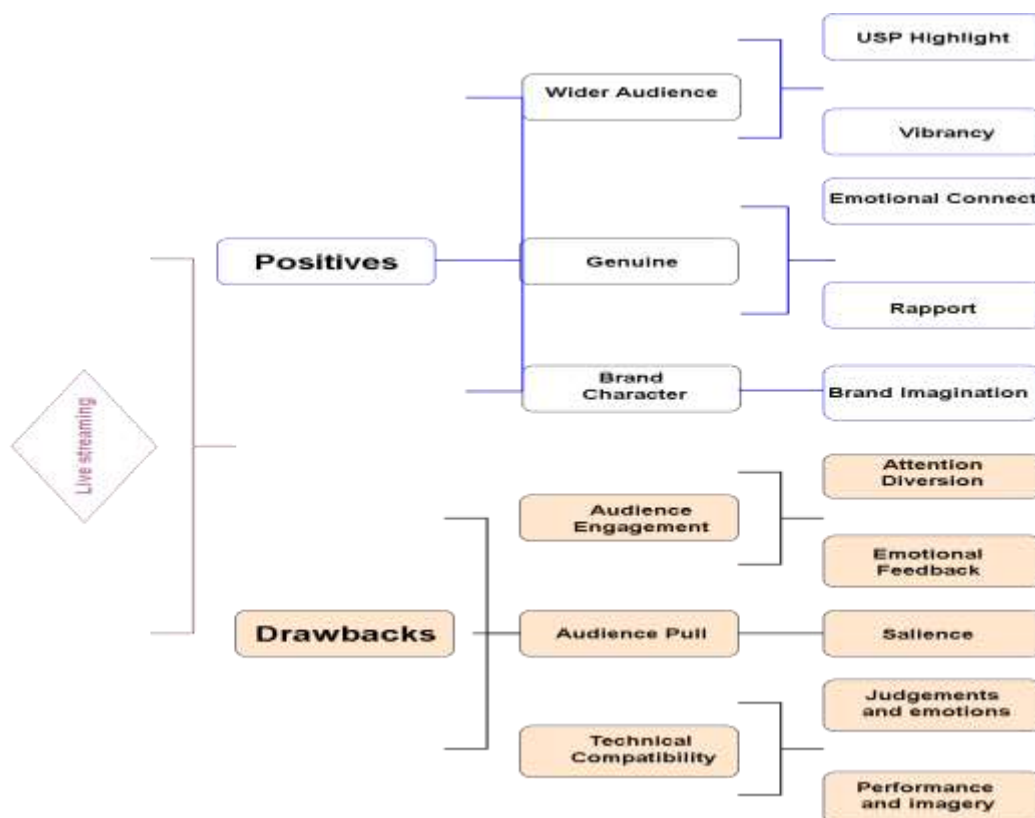 USP Highlight
Wider Audience
Vibrancy
Emotional Connect
Positives
Genuine
Rapport
Brand
Character
Brand Imagination
Live streaming
Attention
Diversion
Audience
Engagement
Emotional
Feedback
Drawbacks
Audience Pull
Salience
Judgements
and emotions
Technical
Compatibility
Performance
and imagery